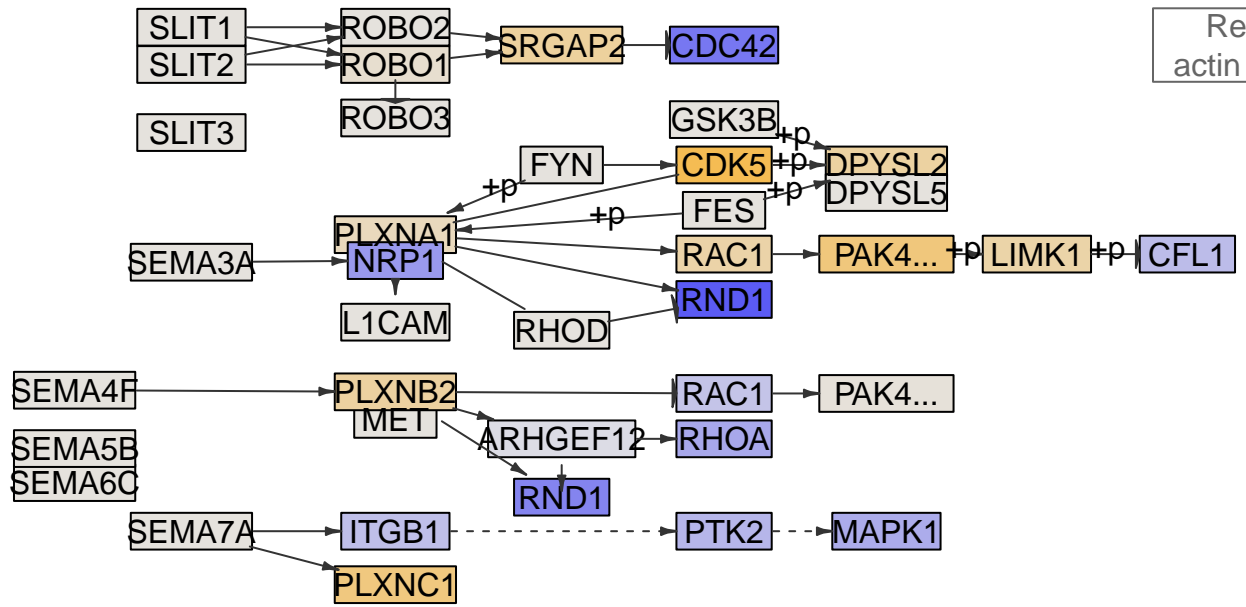 SLIT1
ROBO2
SRGAP2
CDC42
Re
actin
SLIT2
ROBO1
SLIT3
ROBO3
GSK3B
+p
FYN
CDK5
+p
DPYSL2
DPYSL5
+p
+p
FES
+p
PLXNA1
SEMA3A
NRP1
RAC1
PAK4...
+p
LIMK1
+p
CFL1
RND1
L1CAM
RHOD
SEMA4F
PLXNB2
RAC1
PAK4...
MET
ARHGEF12
RHOA
SEMA5B
SEMA6C
RND1
SEMA7A
ITGB1
PTK2
MAPK1
PLXNC1